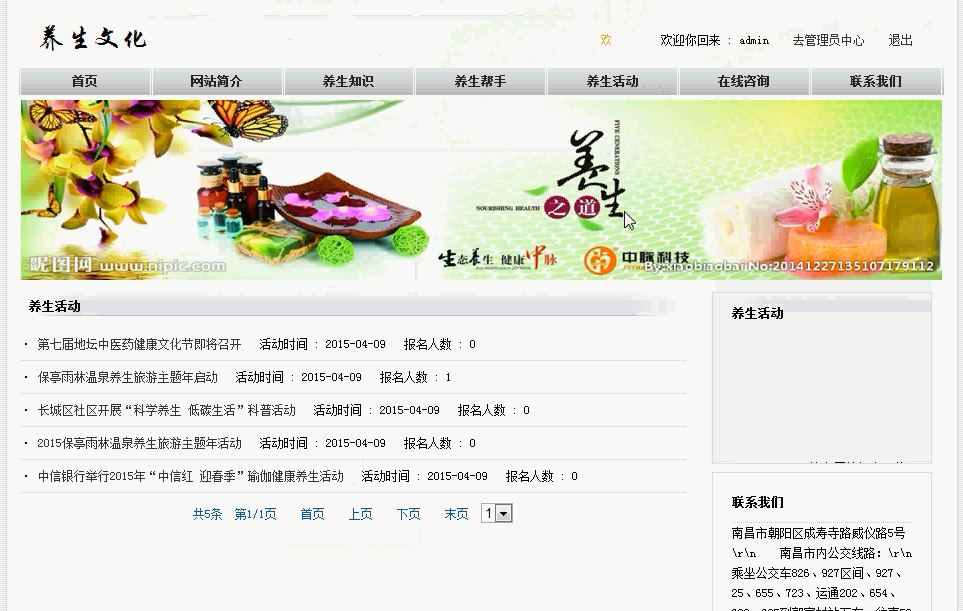 养生文化
欢 欢迎你回来 : admin 去管理员中心 退出
首页 网站简介 养生知识 养生帮手 养生活动 在线咨询 联系我们
FIVE GENERATIONS
养生之道
NOURISHING HEALTH
生态养生 健康中脉
中脉科技
昵图网 www.nipic.com
By:xiaobiaobai No:20141227135107179112
养生活动
· 第七届地坛中医药健康文化节即将召开 活动时间 : 2015-04-09 报名人数 : 0
· 保亭雨林温泉养生旅游主题年启动 活动时间 : 2015-04-09 报名人数 : 1
· 长城区社区开展“科学养生 低碳生活”科普活动 活动时间 : 2015-04-09 报名人数 : 0
· 2015保亭雨林温泉养生旅游主题年活动 活动时间 : 2015-04-09 报名人数 : 0
· 中信银行举行2015年“中信红 迎春季”瑜伽健康养生活动 活动时间 : 2015-04-09 报名人数 : 0
共5条 第1/1页 首页 上页 下页 末页 1
养生活动
联系我们
南昌市朝阳区成寿寺路威仪路5号
\r\n 南昌市内公交线路: \r\n
乘坐公交车826、927区间、927、
25、655、723、运通202、654、